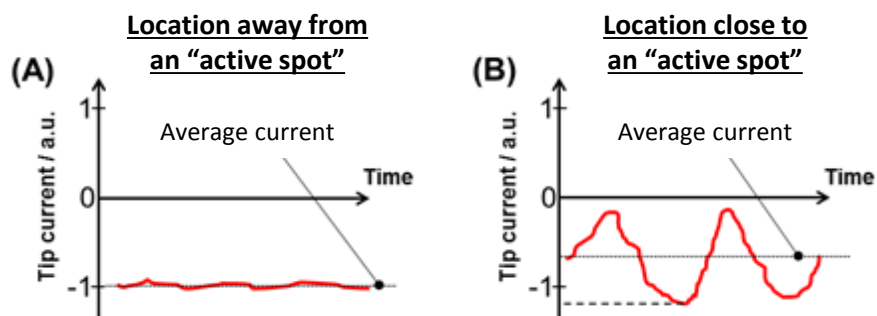 Location away from
an “active spot”
(A)
Tip current / a.u.
1
0
-1
Average current
Time
Location close to
an “active spot”
(B)
Tip current / a.u.
1
0
-1
Average current
Time